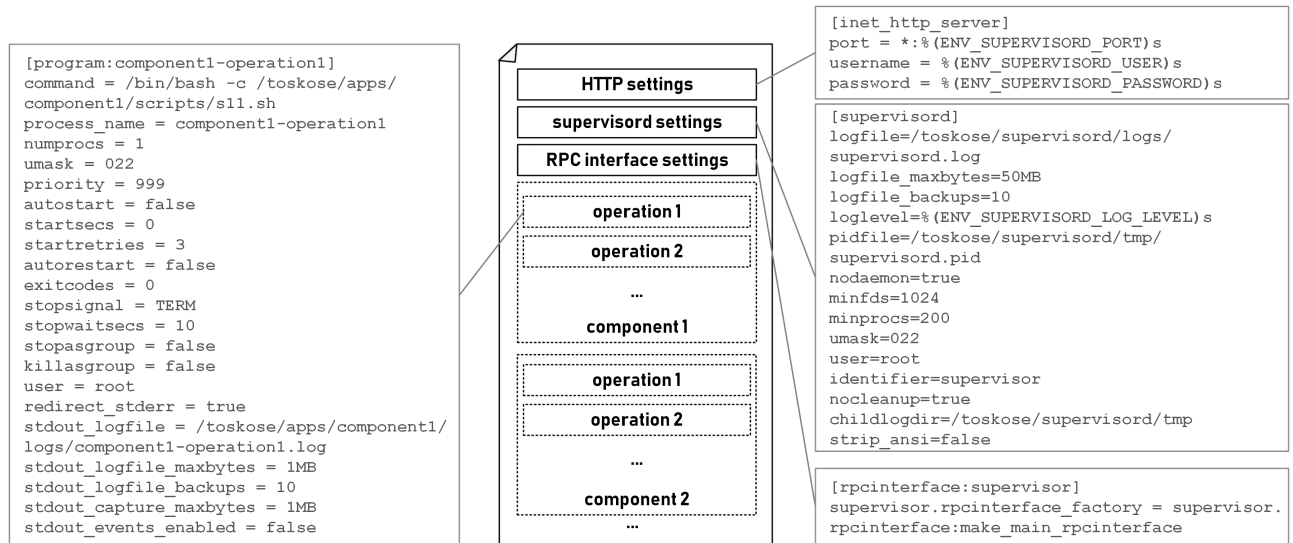 [program:component1-operation1]
command = /bin/bash -c /toskose/apps/
component1/scripts/s11.sh
process_name = component1-operation1
numprocs = 1
umask = 022
priority = 999
autostart = false
startsecs = 0
startretries = 3
autorestart = false
exitcodes = 0
stopsignal = TERM
stopwaitsecs = 10
stopasgroup = false
killasgroup = false
user = root
redirect_stderr = true
stdout_logfile = /toskose/apps/component1/
logs/component1-operation1.log
stdout_logfile_maxbytes = 1MB
stdout_logfile_backups = 10
stdout_capture_maxbytes = 1MB
stdout_events_enabled = false
HTTP settings
supervisord settings
RPC interface settings
operation 1
operation 2
...
component 1
operation 1
operation 2
...
component 2
...
[inet_http_server]
port = *:%(ENV_SUPERVISORD_PORT)s
username = %(ENV_SUPERVISORD_USER)s
password = %(ENV_SUPERVISORD_PASSWORD)s
[supervisord]
logfile=/toskose/supervisord/logs/
supervisord.log
logfile_maxbytes=50MB
logfile_backups=10
loglevel=%(ENV_SUPERVISORD_LOG_LEVEL)s
pidfile=/toskose/supervisord/tmp/
supervisord.pid
nodaemon=true
minfds=1024
minprocs=200
umask=022
user=root
identifier=supervisor
nocleanup=true
childlogdir=/toskose/supervisord/tmp
strip_ansi=false
[rpcinterface:supervisor]
supervisor.rpcinterface_factory = supervisor.
rpcinterface:make_main_rpcinterface